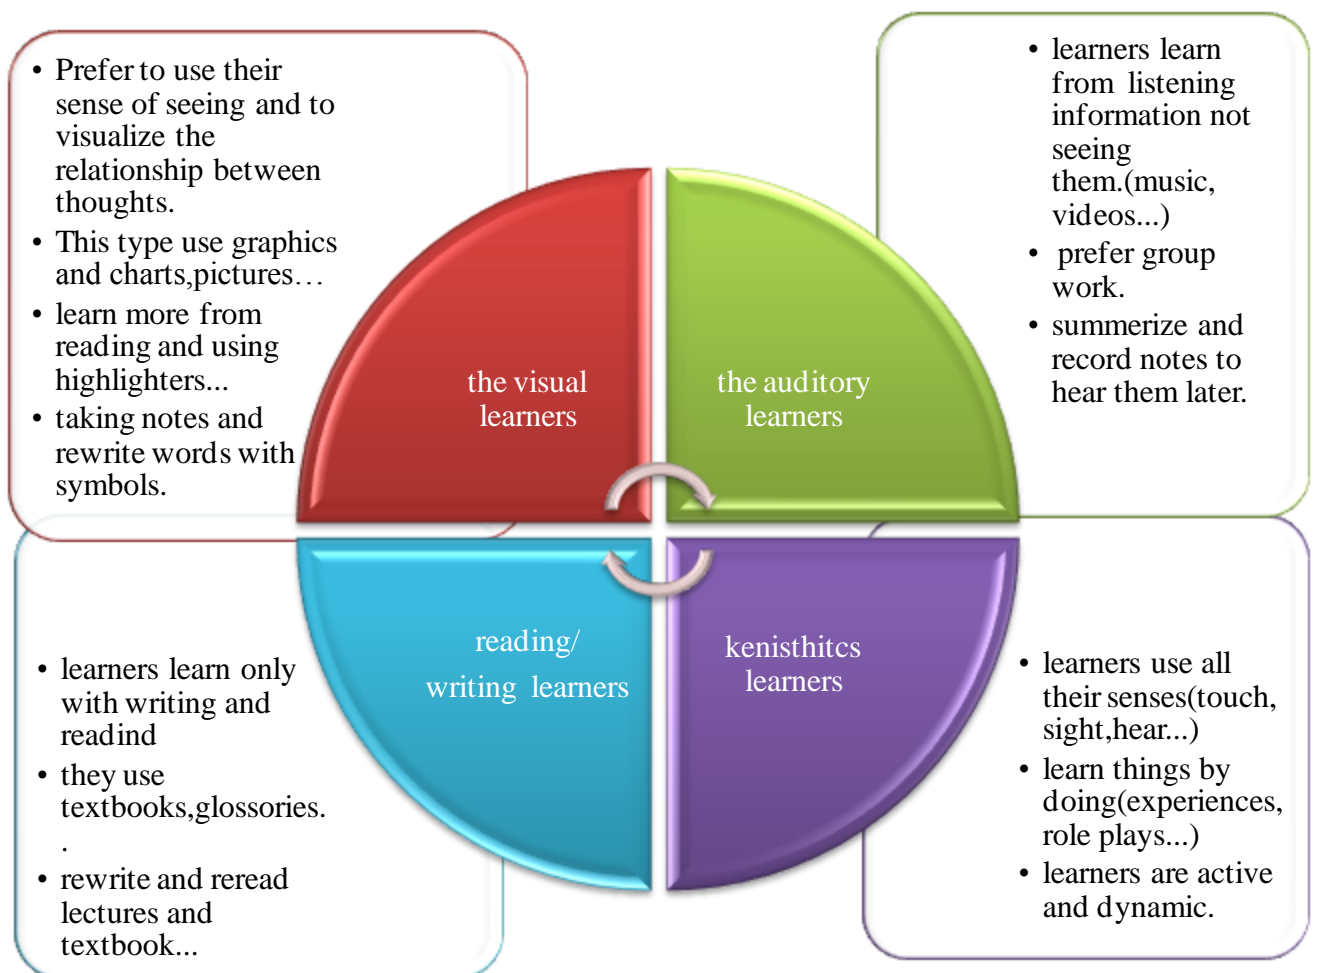 • Prefer to use their
sense of seeing and to
visualize the
relationship between
thoughts.
• This type use graphics
and charts,pictures…
• learn more from
reading and using
highlighters...
• taking notes and
rewrite words with
symbols.
• learners learn
from listening
information not
seeing
them.(music,
videos...)
• prefer group
work.
• summerize and
record notes to
hear them later.
the visual
learners
the auditory
learners
reading/
writing learners
kenisthitcs
learners
• learners learn only
with writing and
readind
• they use
textbooks,glossories.
.
• rewrite and reread
lectures and
textbook...
• learners use all
their senses(touch,
sight,hear...)
• learn things by
doing(experiences,
role plays...)
• learners are active
and dynamic.